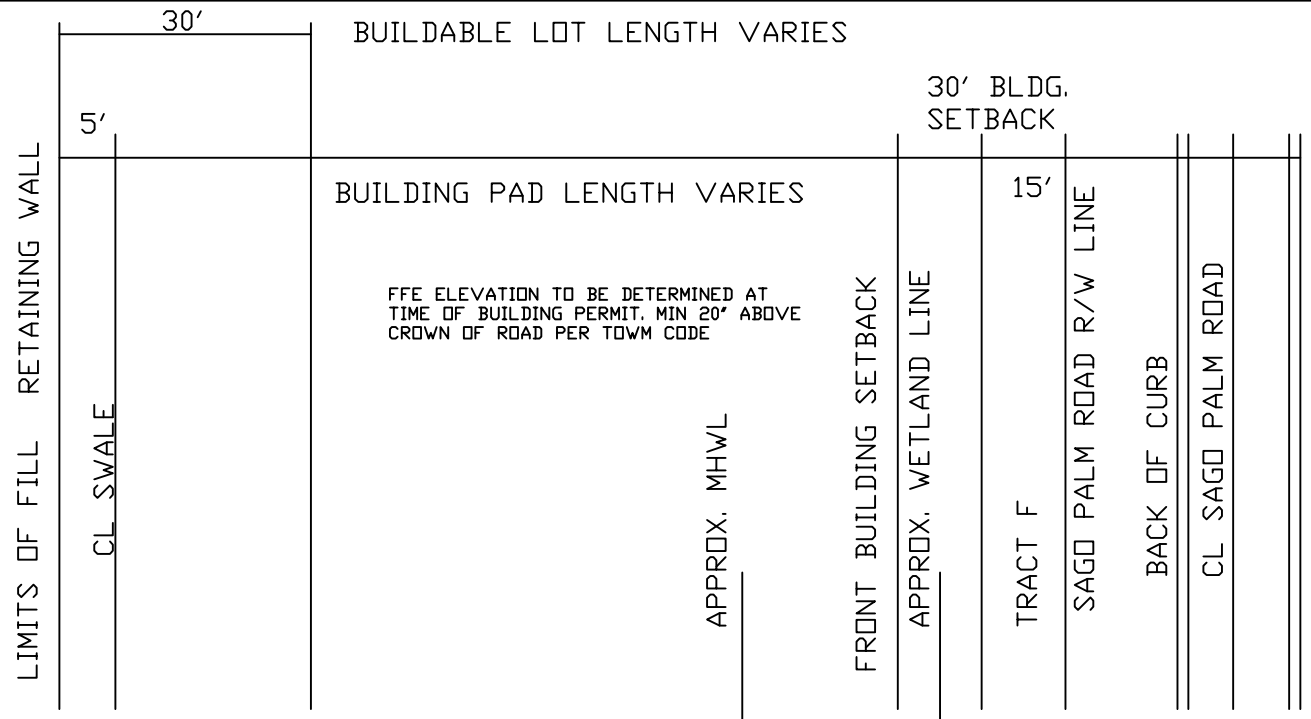 30'
BUILDABLE LOT LENGTH VARIES
30' BLDG.
SETBACK
5'
BUILDING PAD LENGTH VARIES
15'
FFE ELEVATION TO BE DETERMINED AT
TIME OF BUILDING PERMIT. MIN 20" ABOVE
CROWN OF ROAD PER TOWM CODE
LIMITS OF FILL RETAINING WALL
CL SWALE
APPROX. MHWL
FRONT BUILDING SETBACK
APPROX. WETLAND LINE
TRACT F
SAGO PALM ROAD R/W LINE
BACK OF CURB
CL SAGO PALM ROAD